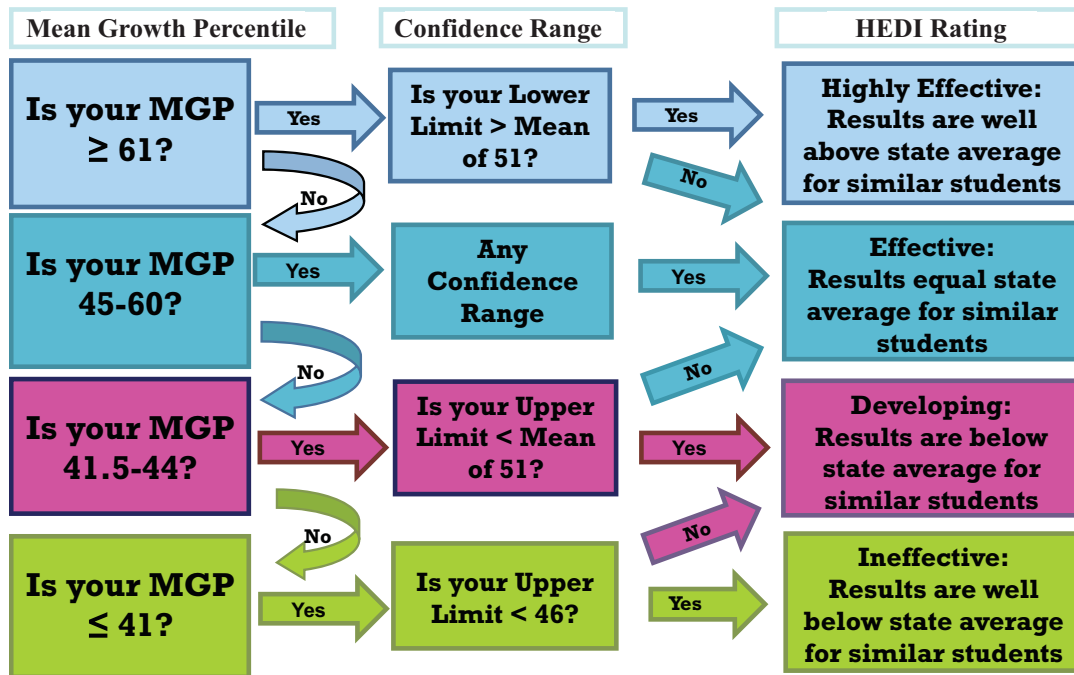 Mean Growth Percentile
Confidence Range
HEDI Rating
Is your MGP
≥ 61?
Yes
Is your Lower
Limit > Mean
of 51?
Yes
Highly Effective:
Results are well
above state average
for similar students
No
No
Is your MGP
45-60?
Yes
Any
Confidence
Range
Yes
Effective:
Results equal state
average for similar
students
No
No
Is your MGP
41.5-44?
Yes
Is your Upper
Limit < Mean
of 51?
Yes
Developing:
Results are below
state average for
similar students
No
No
Is your MGP
≤ 41?
Yes
Is your Upper
Limit < 46?
Yes
Ineffective:
Results are well
below state average
for similar students